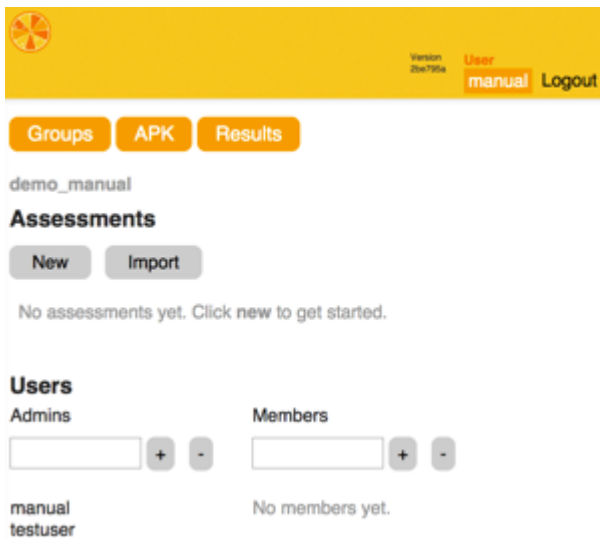 Version User
2be795a manual Logout
Groups APK Results
demo_manual
Assessments
New Import
No assessments yet. Click new to get started.
Users
Admins Members
+ - + -
manual No members yet.
testuser